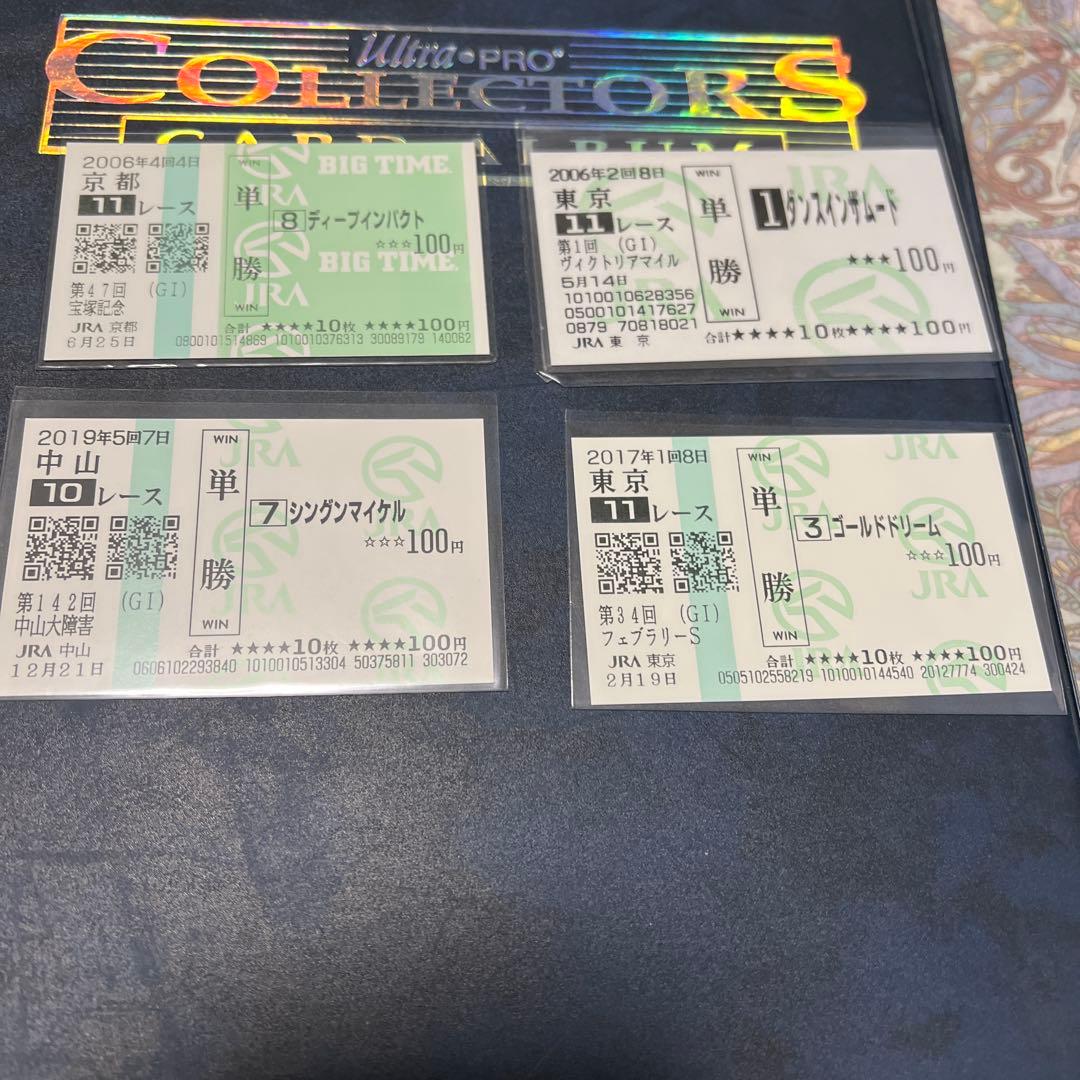 Ultra•PRO®
COLLECTORS
CARD ALBUM
2006年4回4日
京都
11レース
第47回 (GI)
宝塚記念
JRA 京都
6月25日
WIN
単
勝
WIN
BIG TIME.
JRA
8 ディープインパクト
☆☆☆100円
BIG TIME.
JRA
合計 ★★★★10枚 ★★★★100円
0800101514869 1010010376313 30089179 140062
2006年2回8日
東京
11レース
第1回 (GI)
ヴィクトリアマイル
5月14日
1010010628356
0500101417627
0879 70818021
JRA 東 京
WIN
単
勝
WIN
JRA
1 ダンスインザムード
★★★100円
合計★★★★10枚★★★★100円
2019年5回7日
中山
10レース
第142回 (GI)
中山大障害
JRA 中山
12月21日
WIN
単
勝
WIN
JRA
7 シングンマイケル
☆☆☆100円
JRA
合計 ★★★★10枚 ★★★★100円
0606102293840 1010010513304 50375811 303072
2017年1回8日
東京
11レース
第34回 (GI)
フェブラリーS
JRA 東京
2月19日
WIN
単
勝
WIN
JRA
3 ゴールドドリーム
☆☆☆100円
JRA
合計 ★★★★10枚 ★★★★100円
0505102558219 1010010144540 20127774 300424